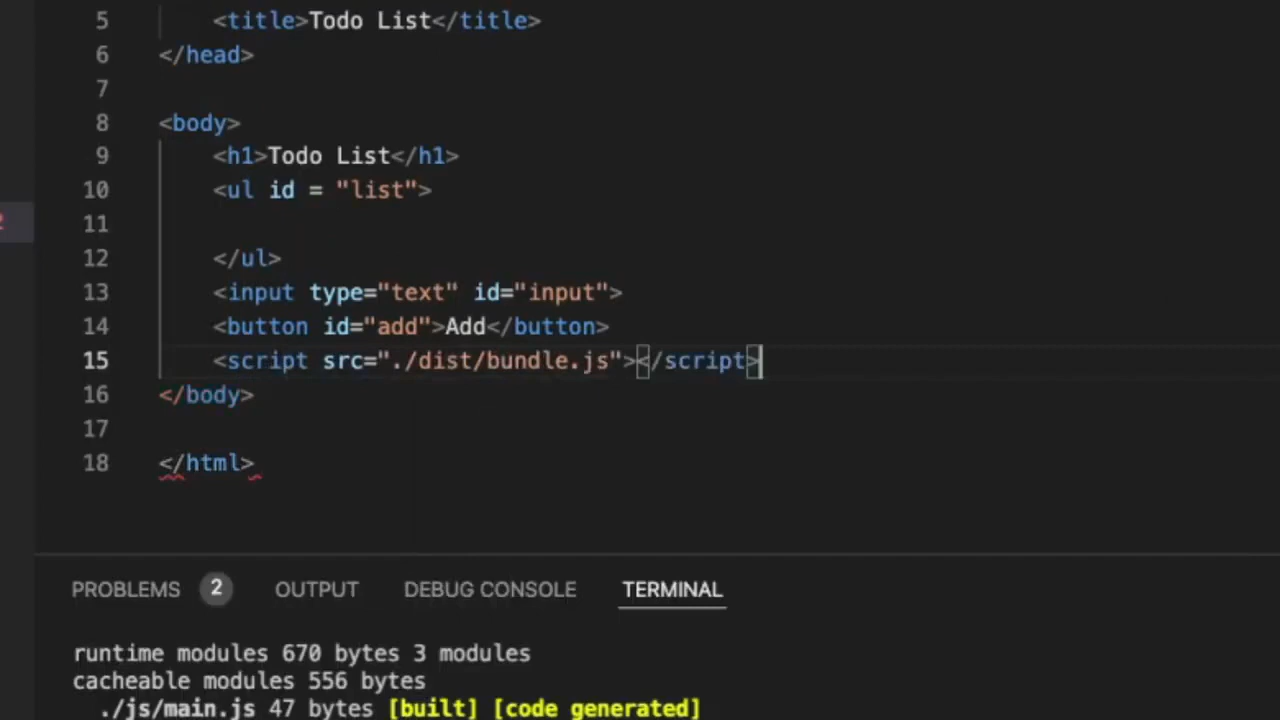 5 <title>Todo List</title>
6 </head>
7
8 <body>
9 <h1>Todo List</h1>
10 <ul id = "list">
11
12 </ul>
13 <input type="text" id="input">
14 <button id="add">Add</button>
15 <script src="./dist/bundle.js"></script>
16 </body>
17
18 </html>
2
PROBLEMS 2 OUTPUT DEBUG CONSOLE TERMINAL
runtime modules 670 bytes 3 modules
cacheable modules 556 bytes
./js/main.js 47 bytes [built] [code generated]